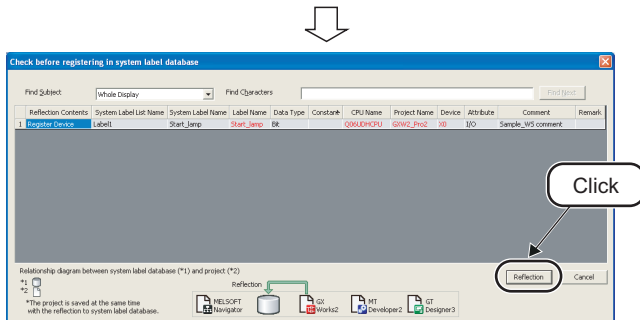 Check before registering in system label database
Find Subject Whole Display Find Characters Find Next
Reflection Contents System Label List Name System Label Name Label Name Data Type Constant CPU Name Project Name Device Attribute Comment Remark
1 Register Device Label1 Start_lamp Start_lamp Bit Q06UDHCPU GXW2_Pro2 X0 I/O Sample_WS comment
Click
Relationship diagram between system label database (*1) and project (*2)
*1
*2
*The project is saved at the same time
with the reflection to system label database.
Reflection
MELSOFT Navigator
GX Works2
MT Developer2
GT Designer3
Reflection Cancel